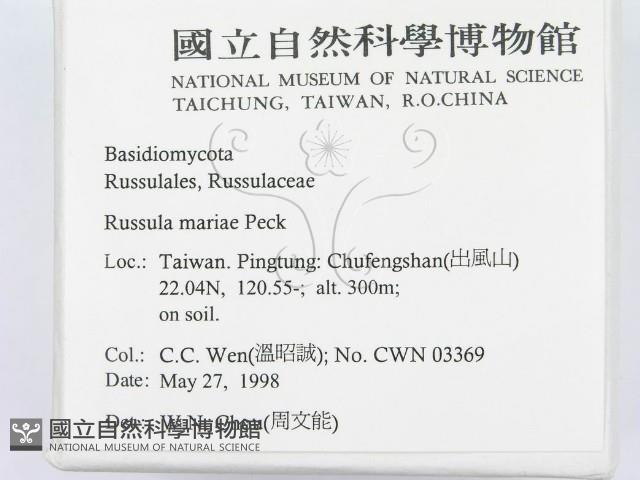 國立自然科學博物館
NATIONAL MUSEUM OF NATURAL SCIENCE
TAICHUNG, TAIWAN, R.O.CHINA
Basidiomycota
Russulales, Russulaceae
Russula mariae Peck
Loc.: Taiwan. Pingtung: Chufengshan(出風山)
22.04N, 120.55-; alt. 300m;
on soil.
Col.: C.C. Wen(溫昭誠); No. CWN 03369
Date: May 27, 1998
Det.: W.N. Chou(周文能)
國立自然科學博物館
NATIONAL MUSEUM OF NATURAL SCIENCE